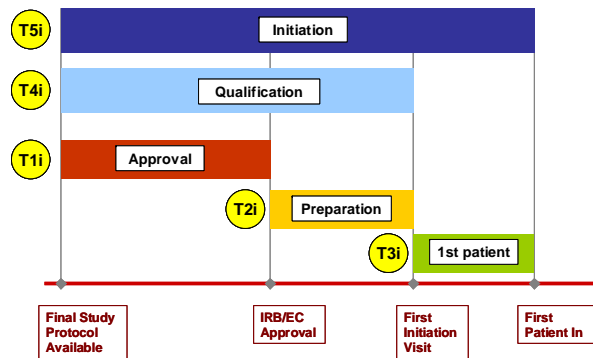 T5i
Initiation
T4i
Qualification
T1i
Approval
T2i
Preparation
T3i
1st patient
Final Study
Protocol
Available
IRB/EC
Approval
First
Initiation
Visit
First
Patient In